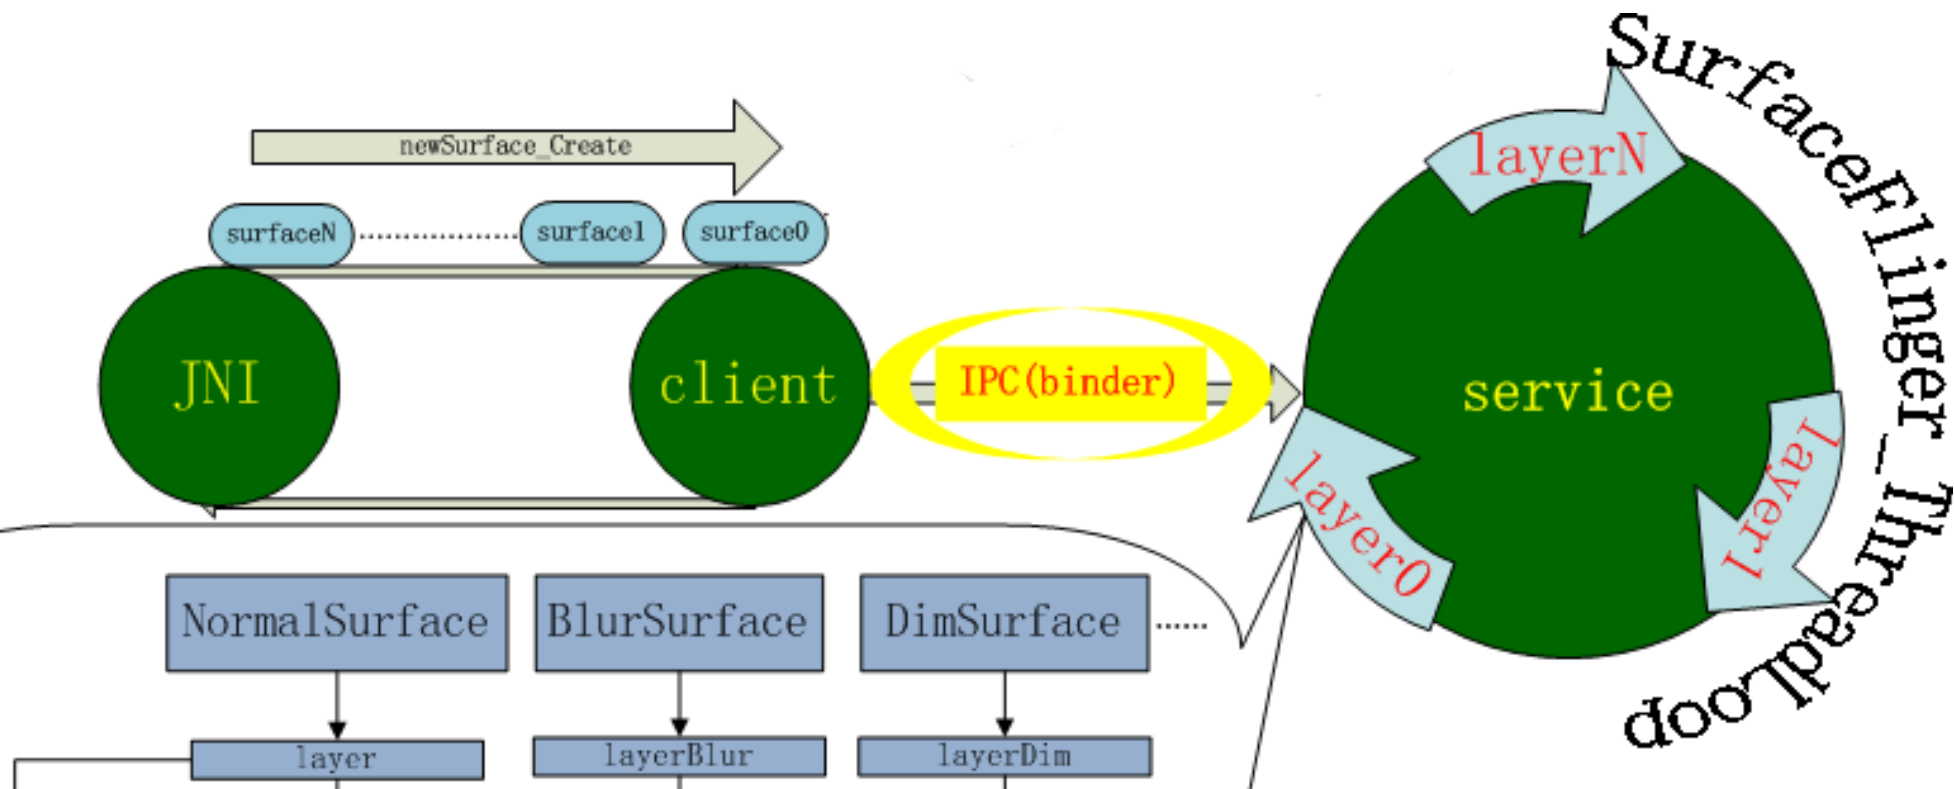 newSurface_Create
surfaceN
surface1
surface0
JNI
client
IPC(binder)
service
layerN
layer1
layer0
SurfaceFlinger_ThreadLoop
NormalSurface
BlurSurface
DimSurface
layer
layerBlur
layerDim